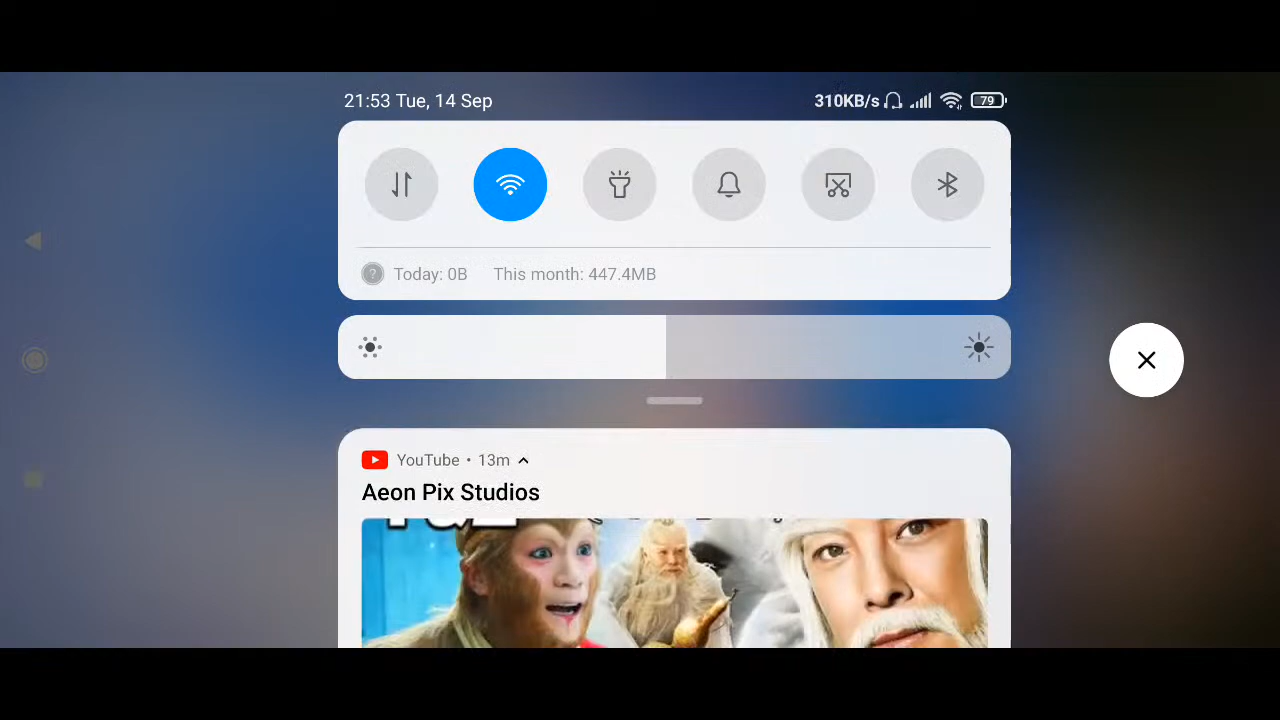 21:53 Tue, 14 Sep 310KB/s 79
Today: 0B This month: 447.4MB
YouTube • 13m
Aeon Pix Studios